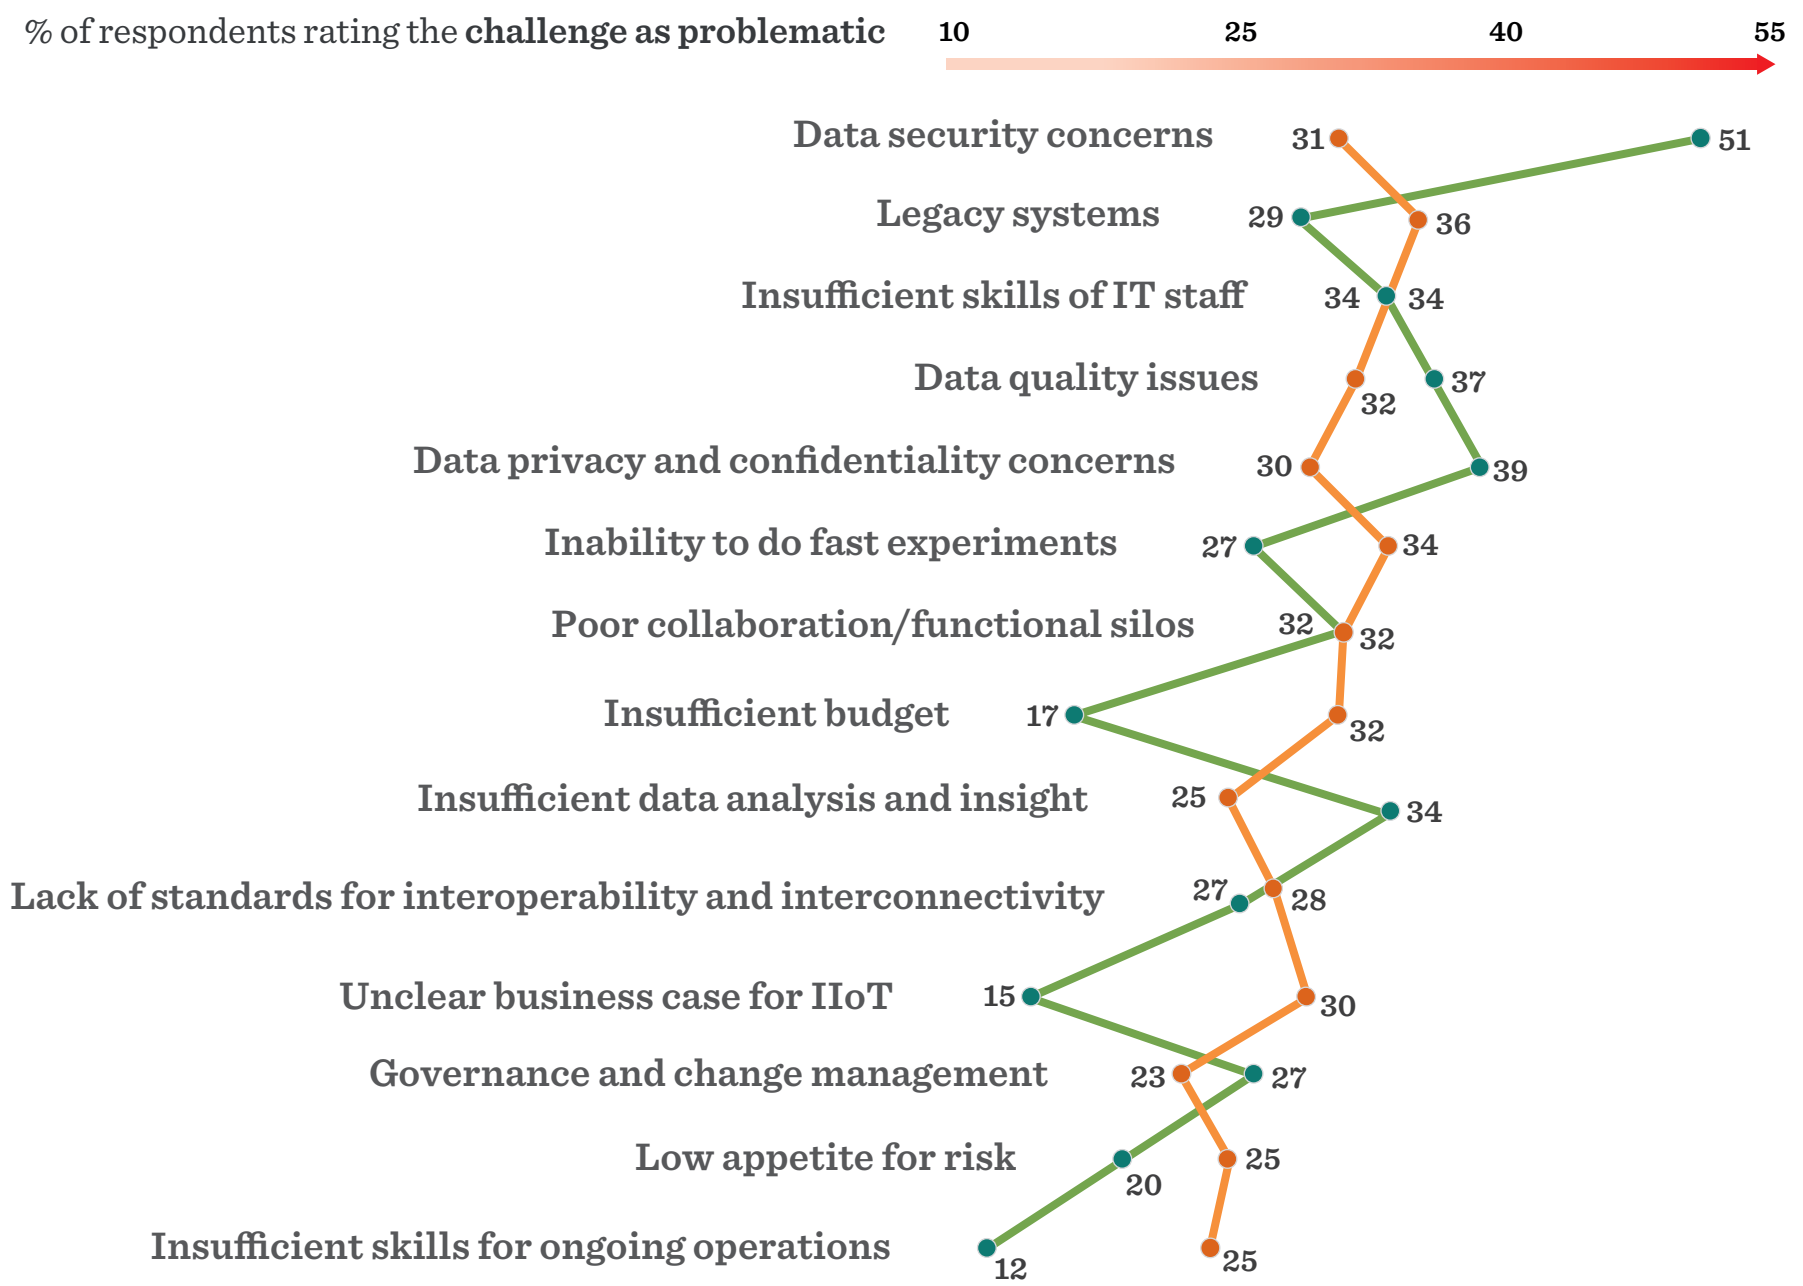 % of respondents rating the challenge as problematic 10 25 40 55
Data security concerns 31 51
Legacy systems 29 36
Insufficient skills of IT staff 34 34
Data quality issues 32 37
Data privacy and confidentiality concerns 30 39
Inability to do fast experiments 27 34
Poor collaboration/functional silos 32 32
Insufficient budget 17 32
Insufficient data analysis and insight 25 34
Lack of standards for interoperability and interconnectivity 27 28
Unclear business case for IIoT 15 30
Governance and change management 23 27
Low appetite for risk 20 25
Insufficient skills for ongoing operations 12 25